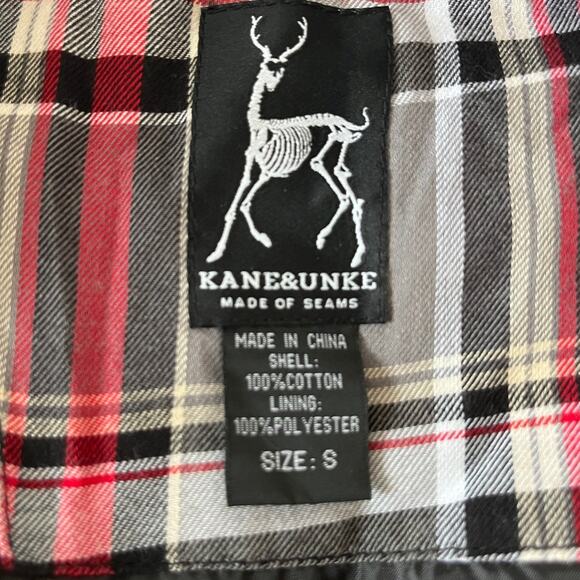 KANE&UNKE
MADE OF SEAMS
MADE IN CHINA
SHELL:
100%COTTON
LINING:
100%POLYESTER
SIZE: S